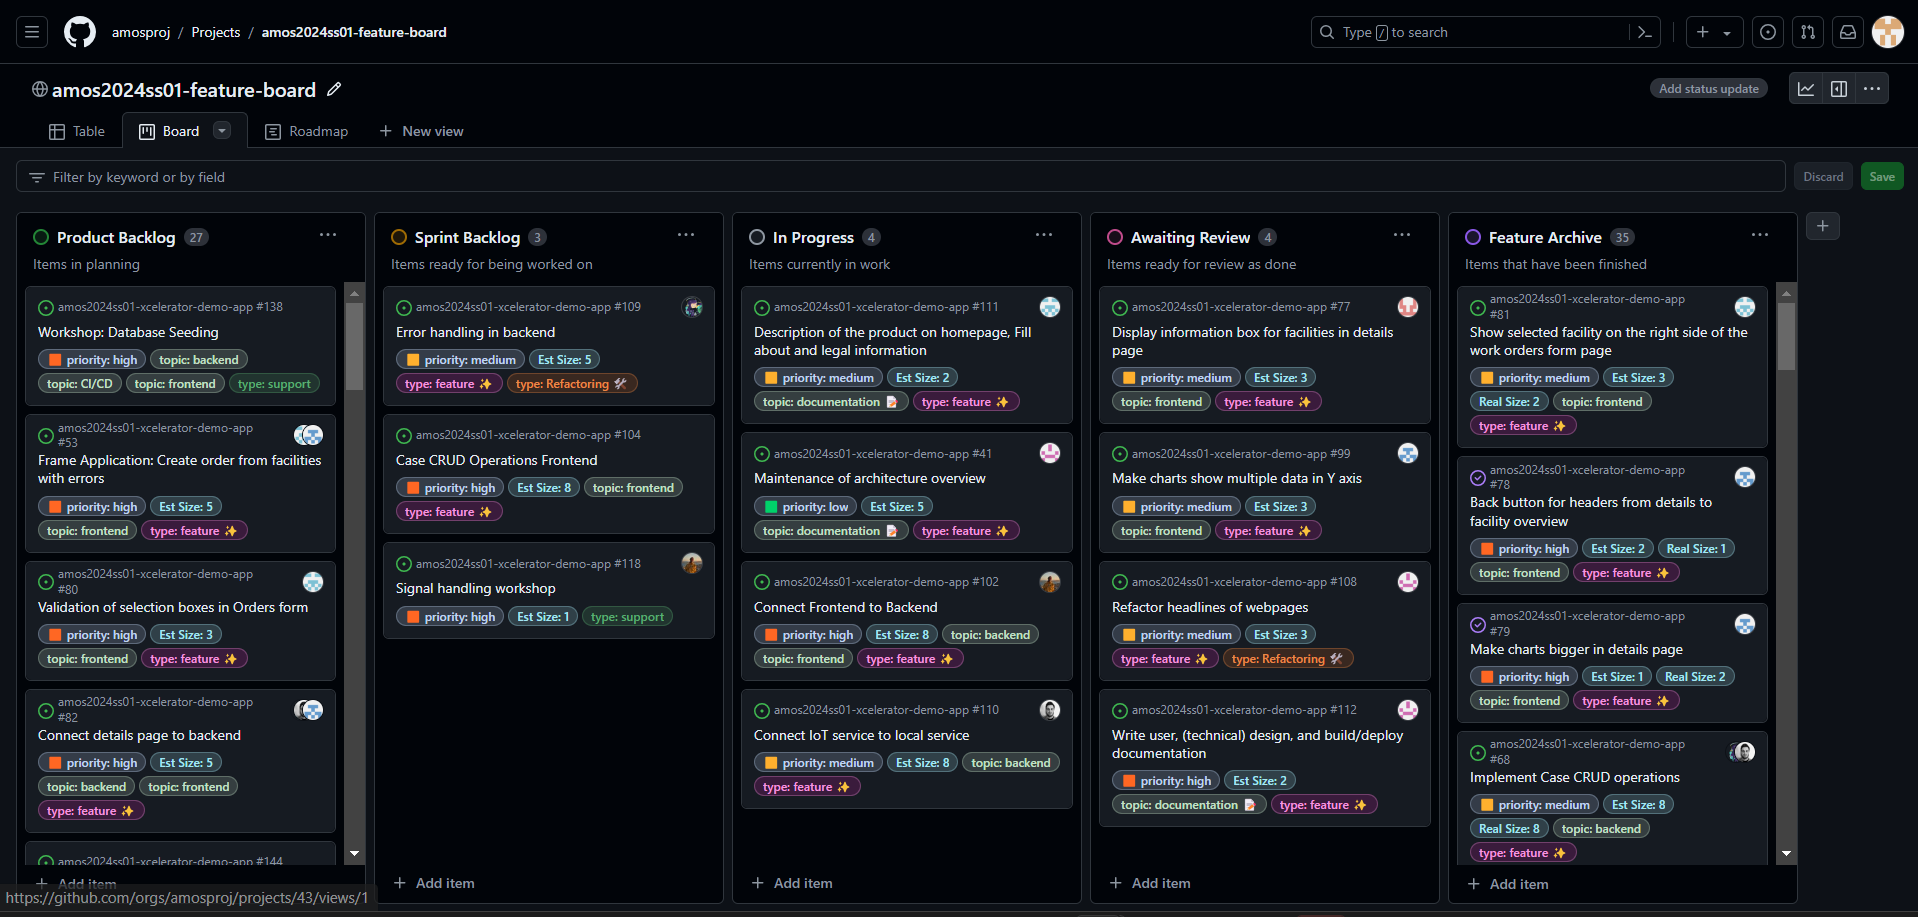 amosproj / Projects / amos2024ss01-feature-board
Type / to search
amos2024ss01-feature-board
Add status update
Table
Board
Roadmap
New view
Filter by keyword or by field
Discard
Save
Product Backlog 27
Items in planning
amos2024ss01-xcelerator-demo-app #138
Workshop: Database Seeding
priority: high topic: backend
topic: CI/CD topic: frontend type: support
amos2024ss01-xcelerator-demo-app
#53
Frame Application: Create order from facilities
with errors
priority: high Est Size: 5
topic: frontend type: feature ✨
amos2024ss01-xcelerator-demo-app
#80
Validation of selection boxes in Orders form
priority: high Est Size: 3
topic: frontend type: feature ✨
amos2024ss01-xcelerator-demo-app
#82
Connect details page to backend
priority: high Est Size: 5
topic: backend topic: frontend
type: feature ✨
amos2024ss01-xcelerator-demo-app #144
Add item
Sprint Backlog 3
Items ready for being worked on
amos2024ss01-xcelerator-demo-app #109
Error handling in backend
priority: medium Est Size: 5
type: feature ✨ type: Refactoring 🛠
amos2024ss01-xcelerator-demo-app #104
Case CRUD Operations Frontend
priority: high Est Size: 8 topic: frontend
type: feature ✨
amos2024ss01-xcelerator-demo-app #118
Signal handling workshop
priority: high Est Size: 1 type: support
Add item
In Progress 4
Items currently in work
amos2024ss01-xcelerator-demo-app #111
Description of the product on homepage, Fill
about and legal information
priority: medium Est Size: 2
topic: documentation 📝 type: feature ✨
amos2024ss01-xcelerator-demo-app #41
Maintenance of architecture overview
priority: low Est Size: 5
topic: documentation 📝 type: feature ✨
amos2024ss01-xcelerator-demo-app #102
Connect Frontend to Backend
priority: high Est Size: 8 topic: backend
topic: frontend type: feature ✨
amos2024ss01-xcelerator-demo-app #110
Connect IoT service to local service
priority: medium Est Size: 8 topic: backend
type: feature ✨
Add item
Awaiting Review 4
Items ready for review as done
amos2024ss01-xcelerator-demo-app #77
Display information box for facilities in details
page
priority: medium Est Size: 3
topic: frontend type: feature ✨
amos2024ss01-xcelerator-demo-app #99
Make charts show multiple data in Y axis
priority: medium Est Size: 3
topic: frontend type: feature ✨
amos2024ss01-xcelerator-demo-app #108
Refactor headlines of webpages
priority: medium Est Size: 3
type: feature ✨ type: Refactoring 🛠
amos2024ss01-xcelerator-demo-app #112
Write user, (technical) design, and build/deploy
documentation
priority: high Est Size: 2
topic: documentation 📝 type: feature ✨
Add item
Feature Archive 35
Items that have been finished
amos2024ss01-xcelerator-demo-app
#81
Show selected facility on the right side of the
work orders form page
priority: medium Est Size: 3
Real Size: 2 topic: frontend
type: feature ✨
amos2024ss01-xcelerator-demo-app
#78
Back button for headers from details to
facility overview
priority: high Est Size: 2 Real Size: 1
topic: frontend type: feature ✨
amos2024ss01-xcelerator-demo-app
#79
Make charts bigger in details page
priority: high Est Size: 1 Real Size: 2
topic: frontend type: feature ✨
amos2024ss01-xcelerator-demo-app
#68
Implement Case CRUD operations
priority: medium Est Size: 8
Real Size: 8 topic: backend
type: feature ✨
Add item
https://github.com/orgs/amosproj/projects/43/views/1